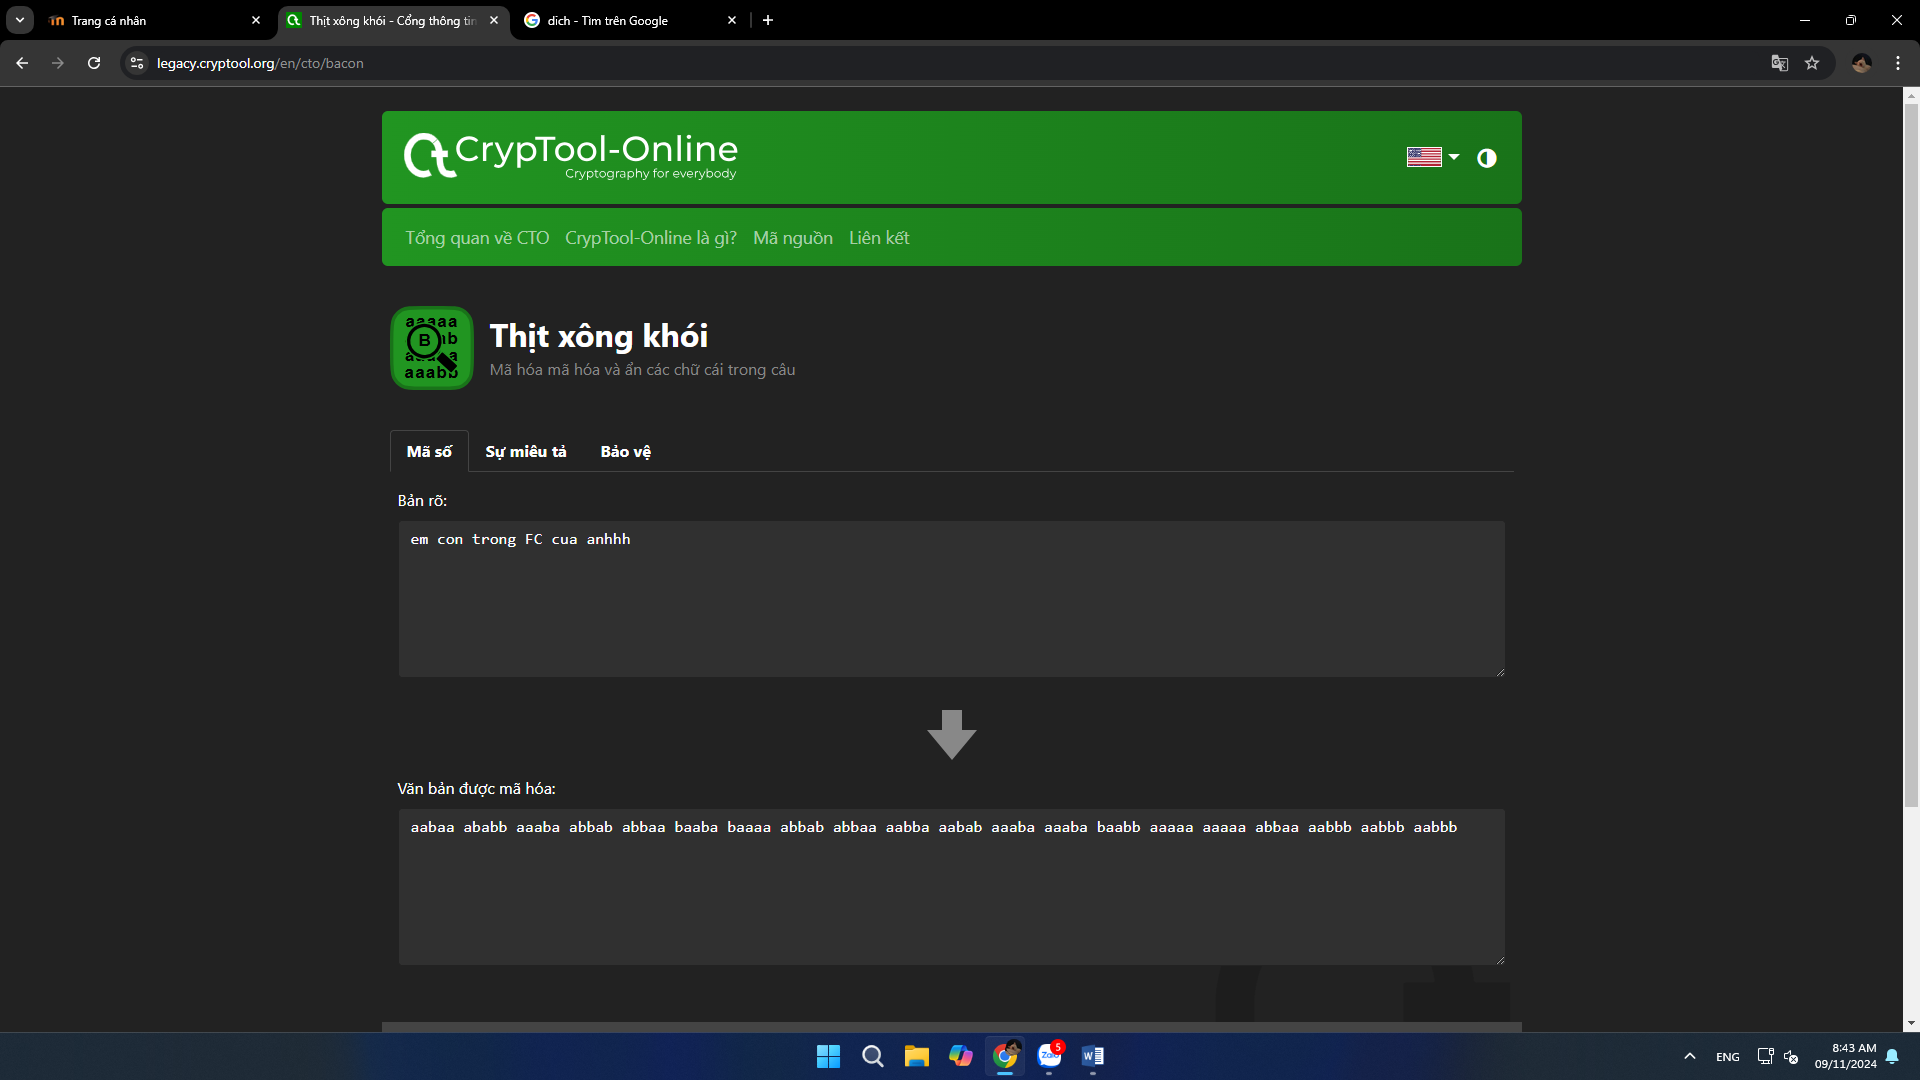 Trang cá nhân
Thịt xông khói - Cổng thông tin
dich - Tìm trên Google
legacy.cryptool.org/en/cto/bacon
CrypTool-Online
Cryptography for everybody
Tổng quan về CTO CrypTool-Online là gì? Mã nguồn Liên kết
aaaaa
B
aaabb
Thịt xông khói
Mã hóa mã hóa và ẩn các chữ cái trong câu
Mã số Sự miêu tả Bảo vệ
Bản rõ:
em con trong FC cua anhhh
Văn bản được mã hóa:
aabaa ababb aaaba abbab abbaa baaba baaaa abbab abbaa aabba aabab aaaba aaaba baabb aaaaa aaaaa abbaa aabbb aabbb aabbb
Zalo
5
ENG
8:43 AM
09/11/2024